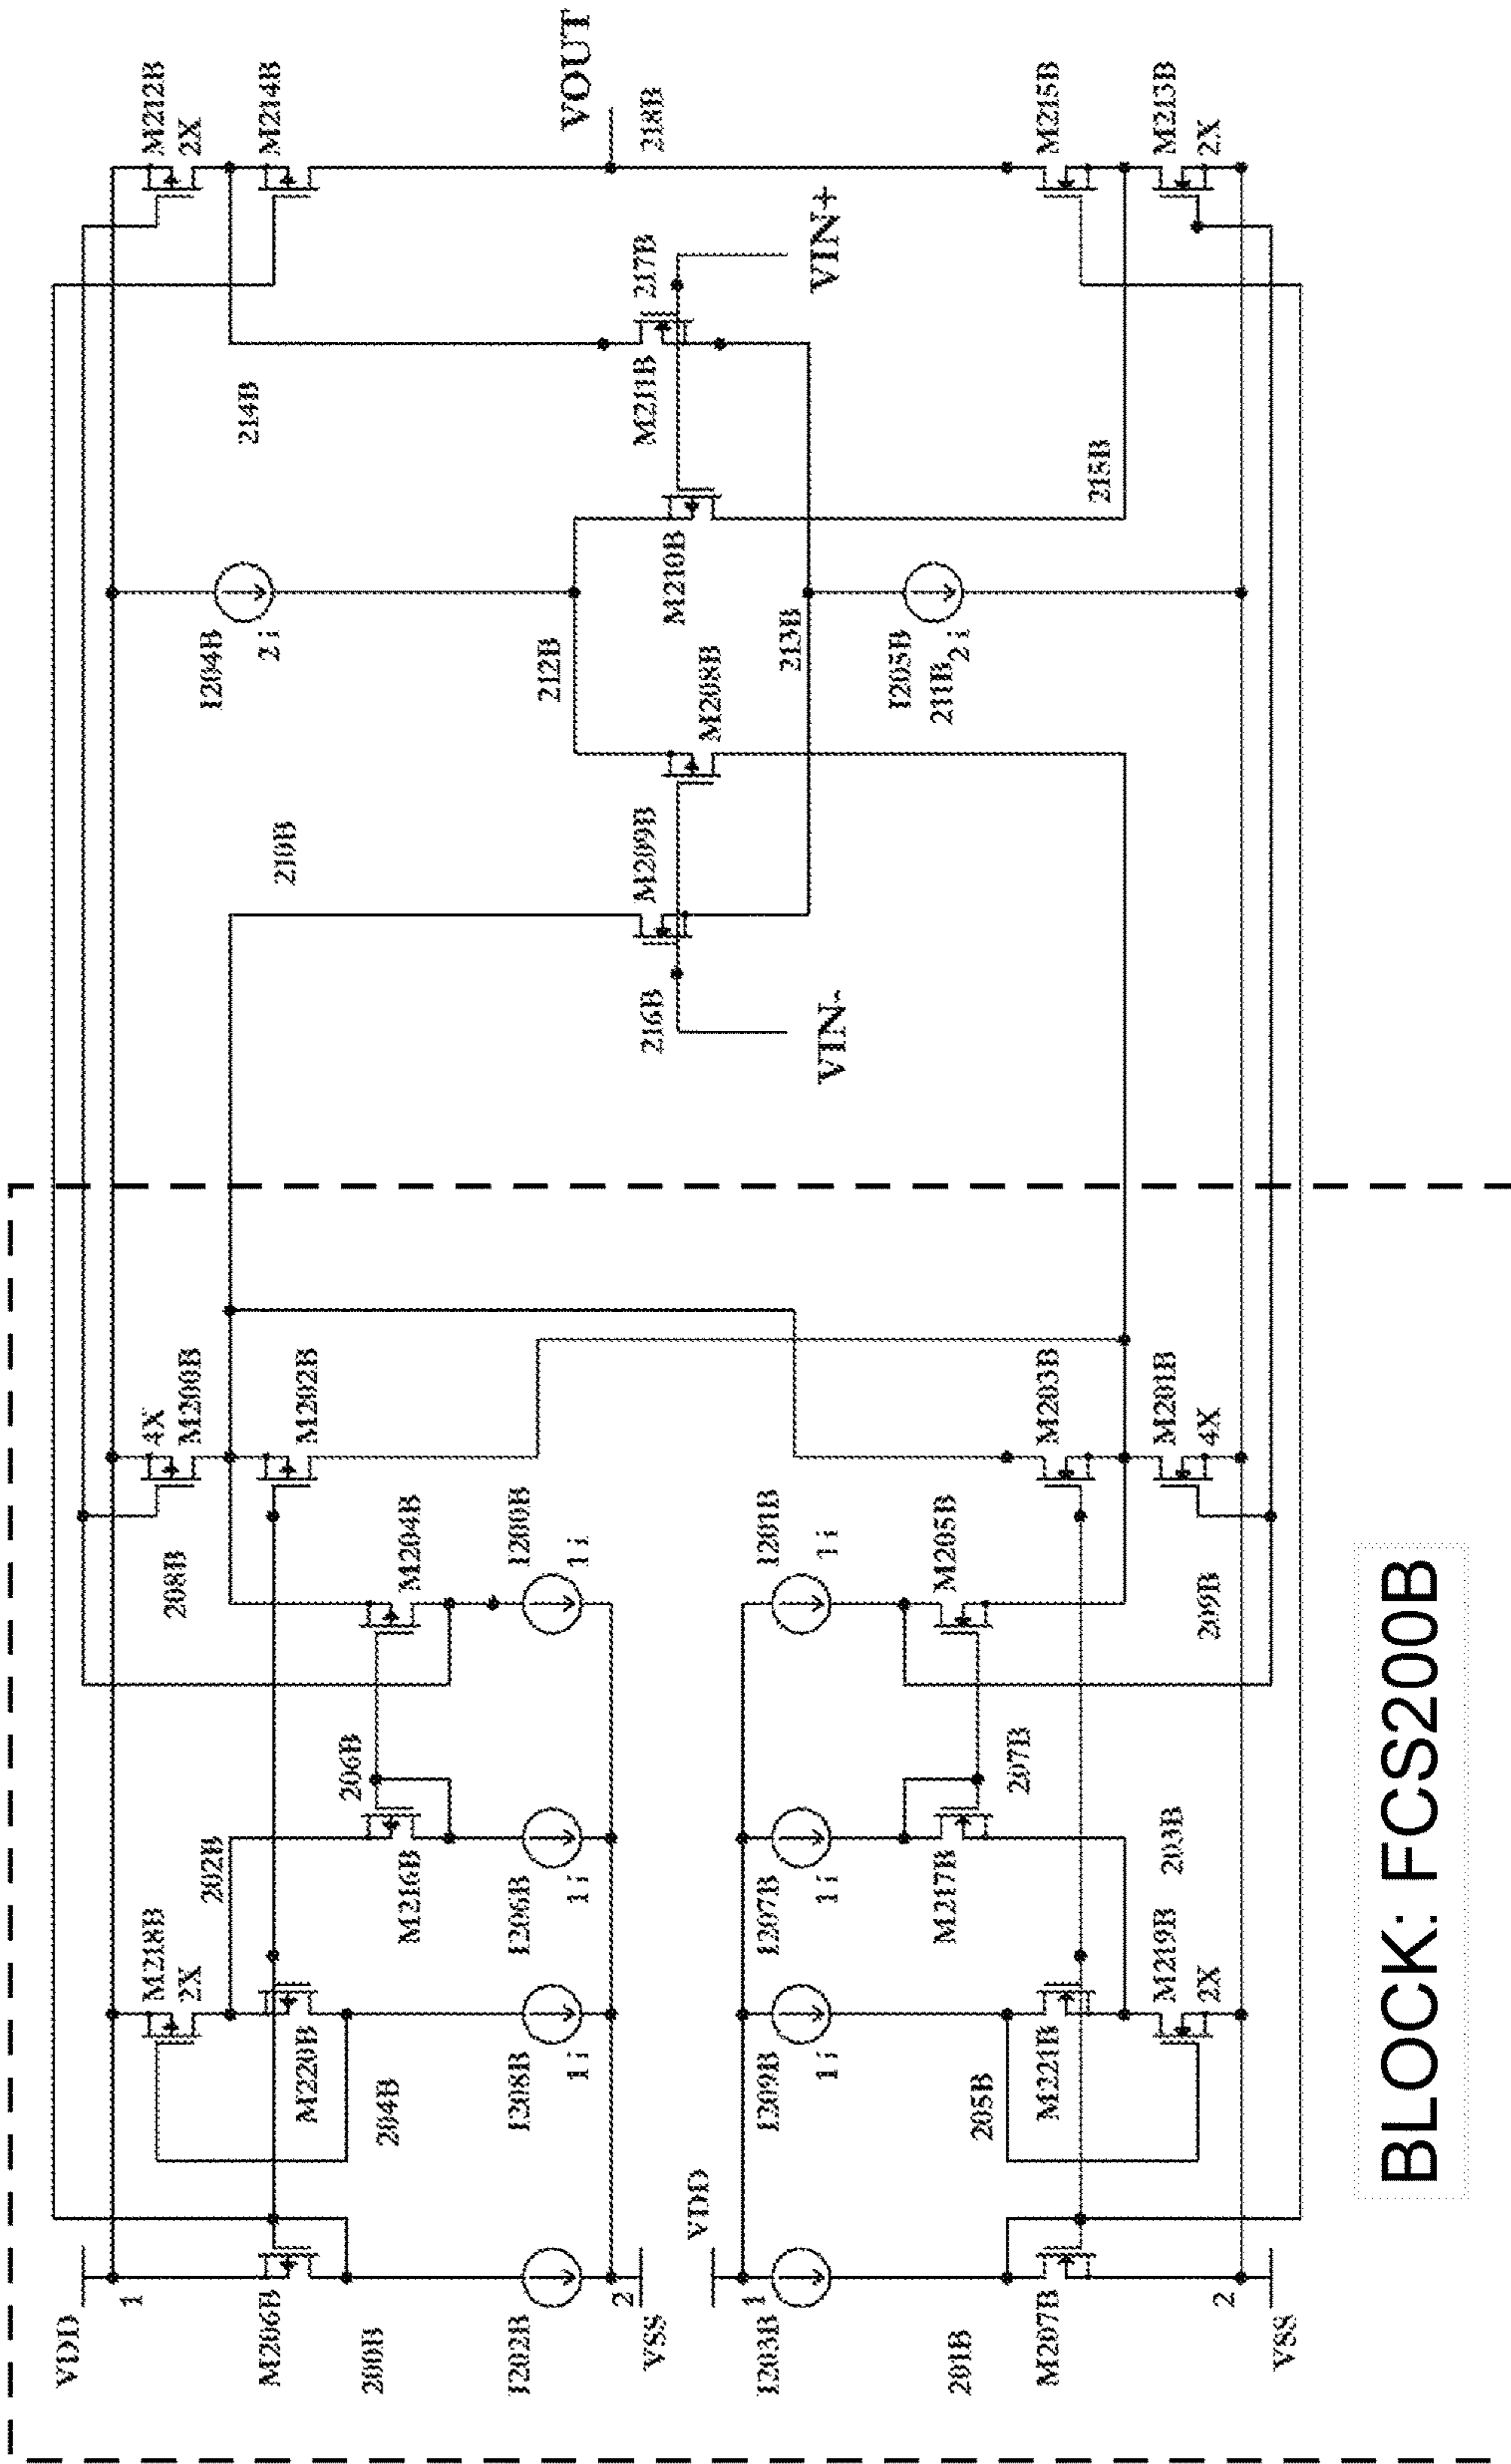 VDD
1
M206B
200B
I202B
2
VSS
M218B
2X
202B
M220B
204B
I208B
1 i
206B
M216B
I206B
1 i
208B
M204B
I200B
1 i
4X
M200B
M202B
VDD
1
I203B
201B
M207B
2
VSS
I209B
1 i
205B
M221B
M219B
2X
203B
I207B
1 i
M217B
207B
I201B
1 i
M205B
209B
M203B
M201B
4X
210B
M209B
216B
VIN-
I204B
2 i
212B
M208B
M210B
213B
I205B
211B
2 i
214B
M211B
217B
VIN+
215B
M212B
2X
M214B
VOUT
218B
M215B
M213B
2X
BLOCK: FCS200B